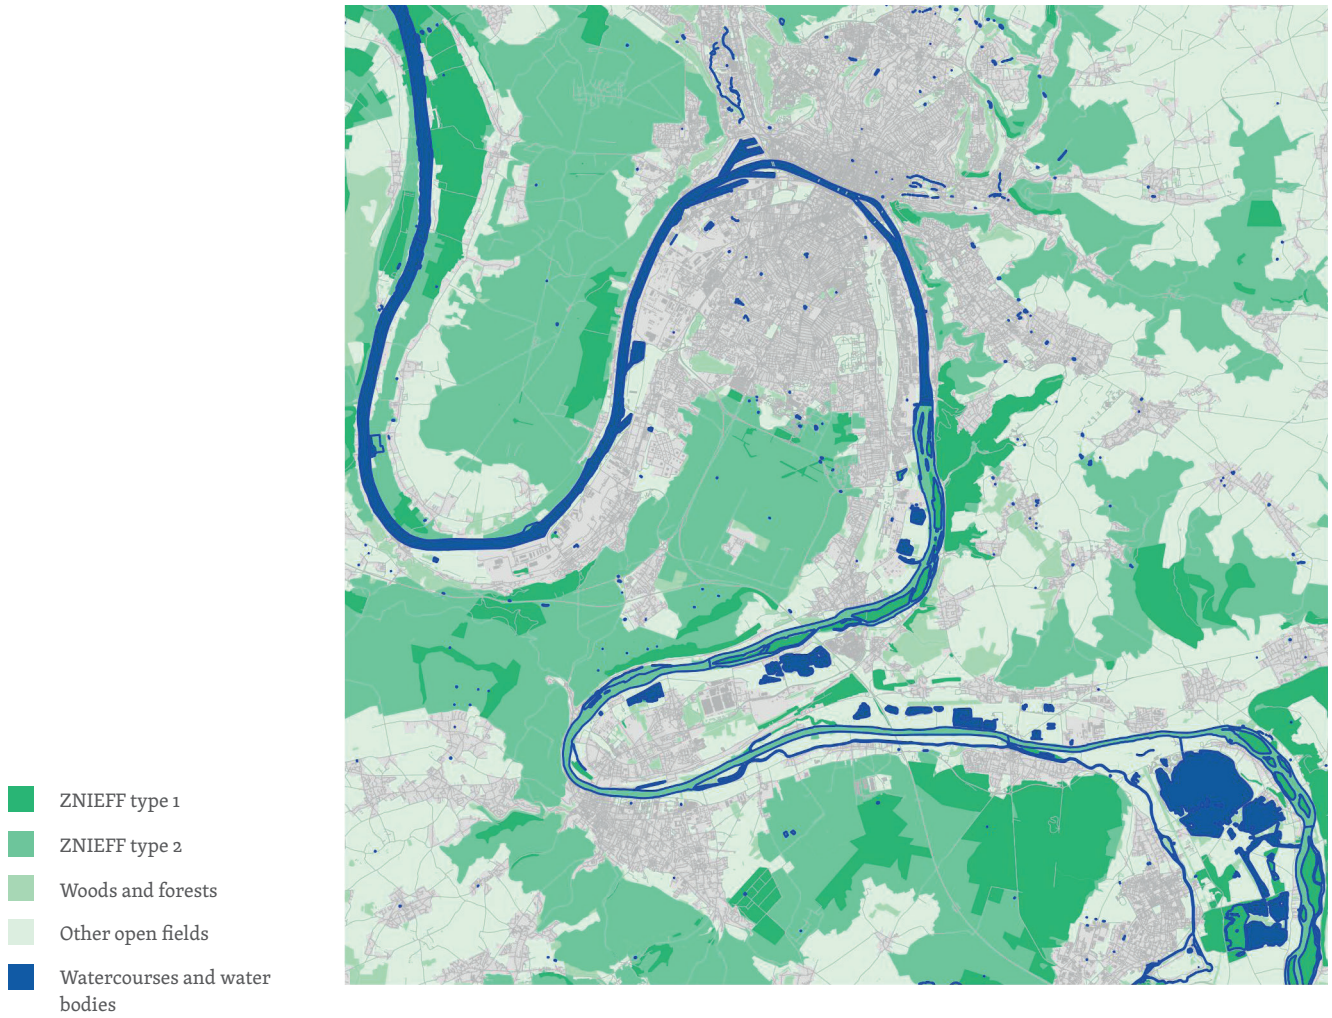 ZNIEFF type 1
ZNIEFF type 2
Woods and forests
Other open fields
Watercourses and water
bodies